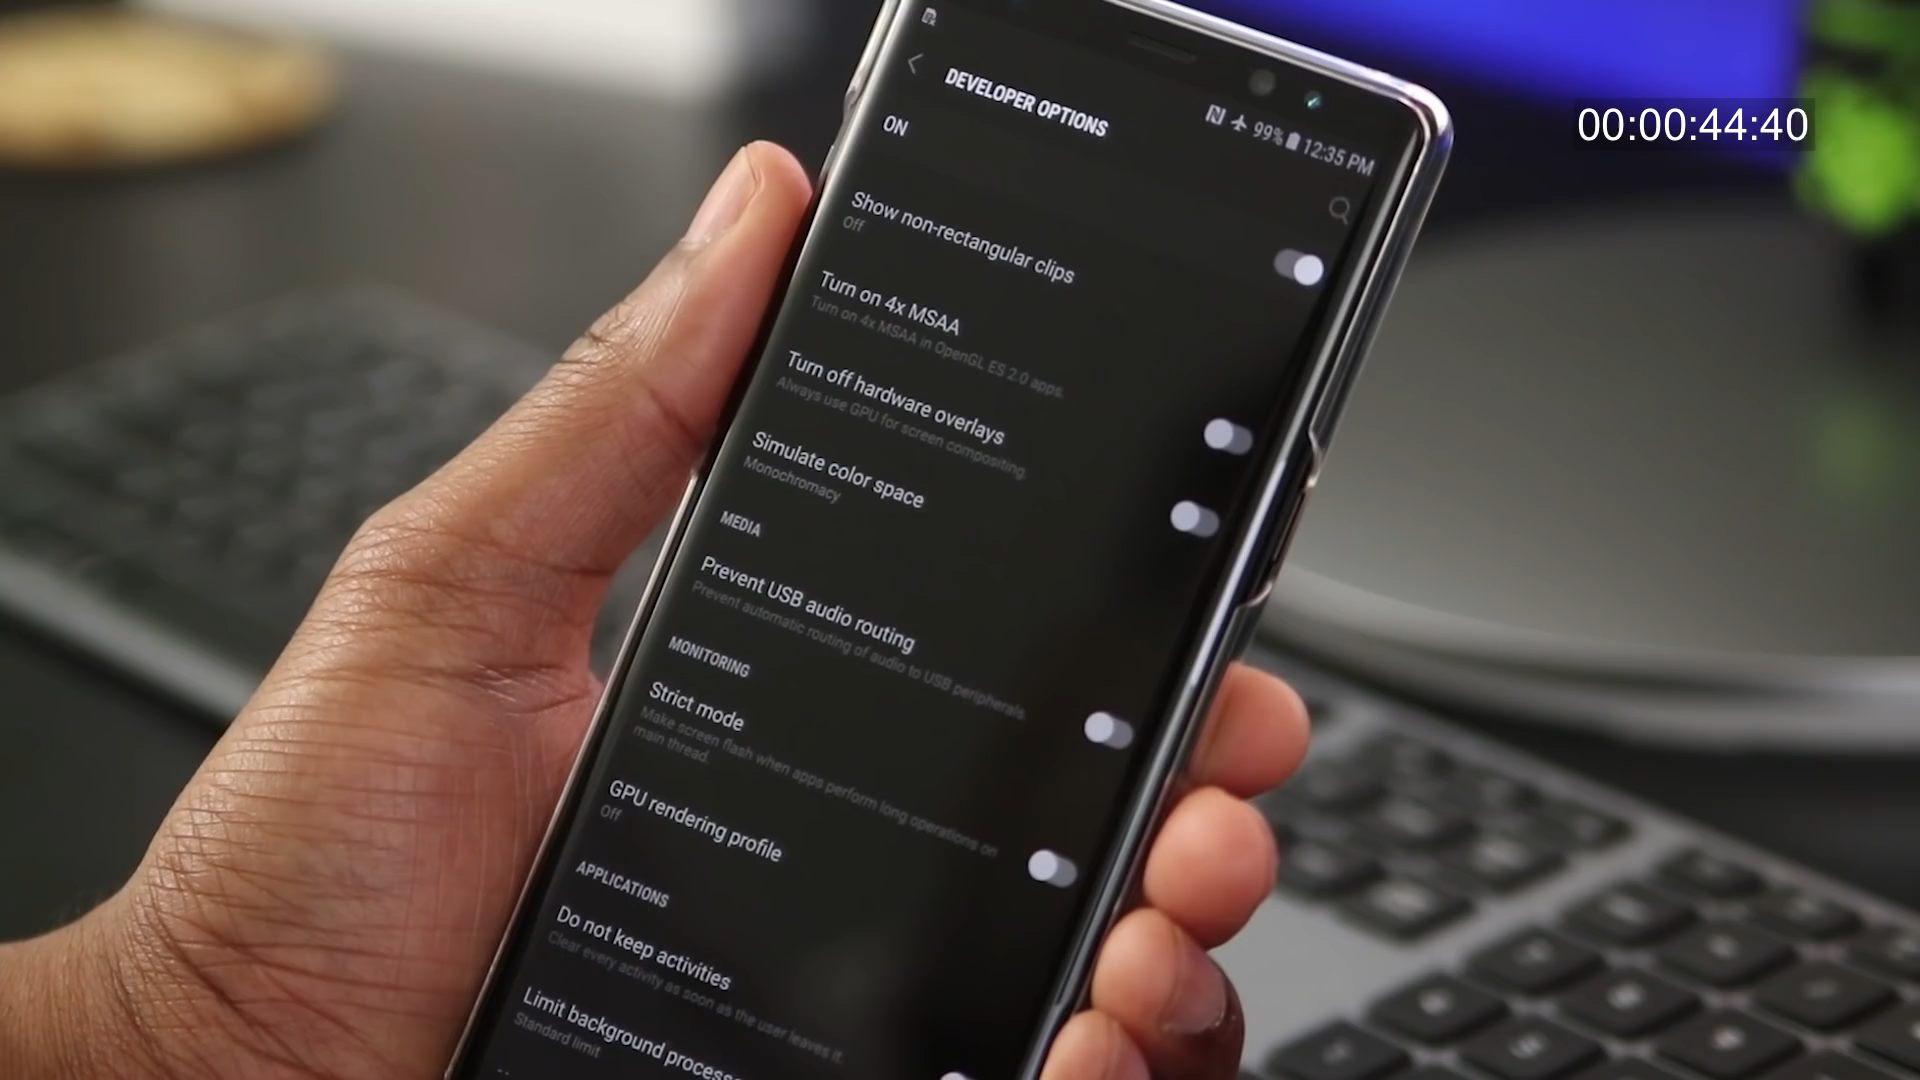 00:00:44:40
99% 12:35 PM
DEVELOPER OPTIONS
ON
Show non-rectangular clips
Off
Turn on 4x MSAA
Turn on 4x MSAA in OpenGL ES 2.0 apps.
Turn off hardware overlays
Always use GPU for screen compositing.
Simulate color space
Monochromacy
MEDIA
Prevent USB audio routing
Prevent automatic routing of audio to USB peripherals.
MONITORING
Strict mode
Make screen flash when apps perform long operations on
main thread.
GPU rendering profile
Off
APPLICATIONS
Do not keep activities
Clear every activity as soon as the user leaves it.
Limit background process
Standard limit